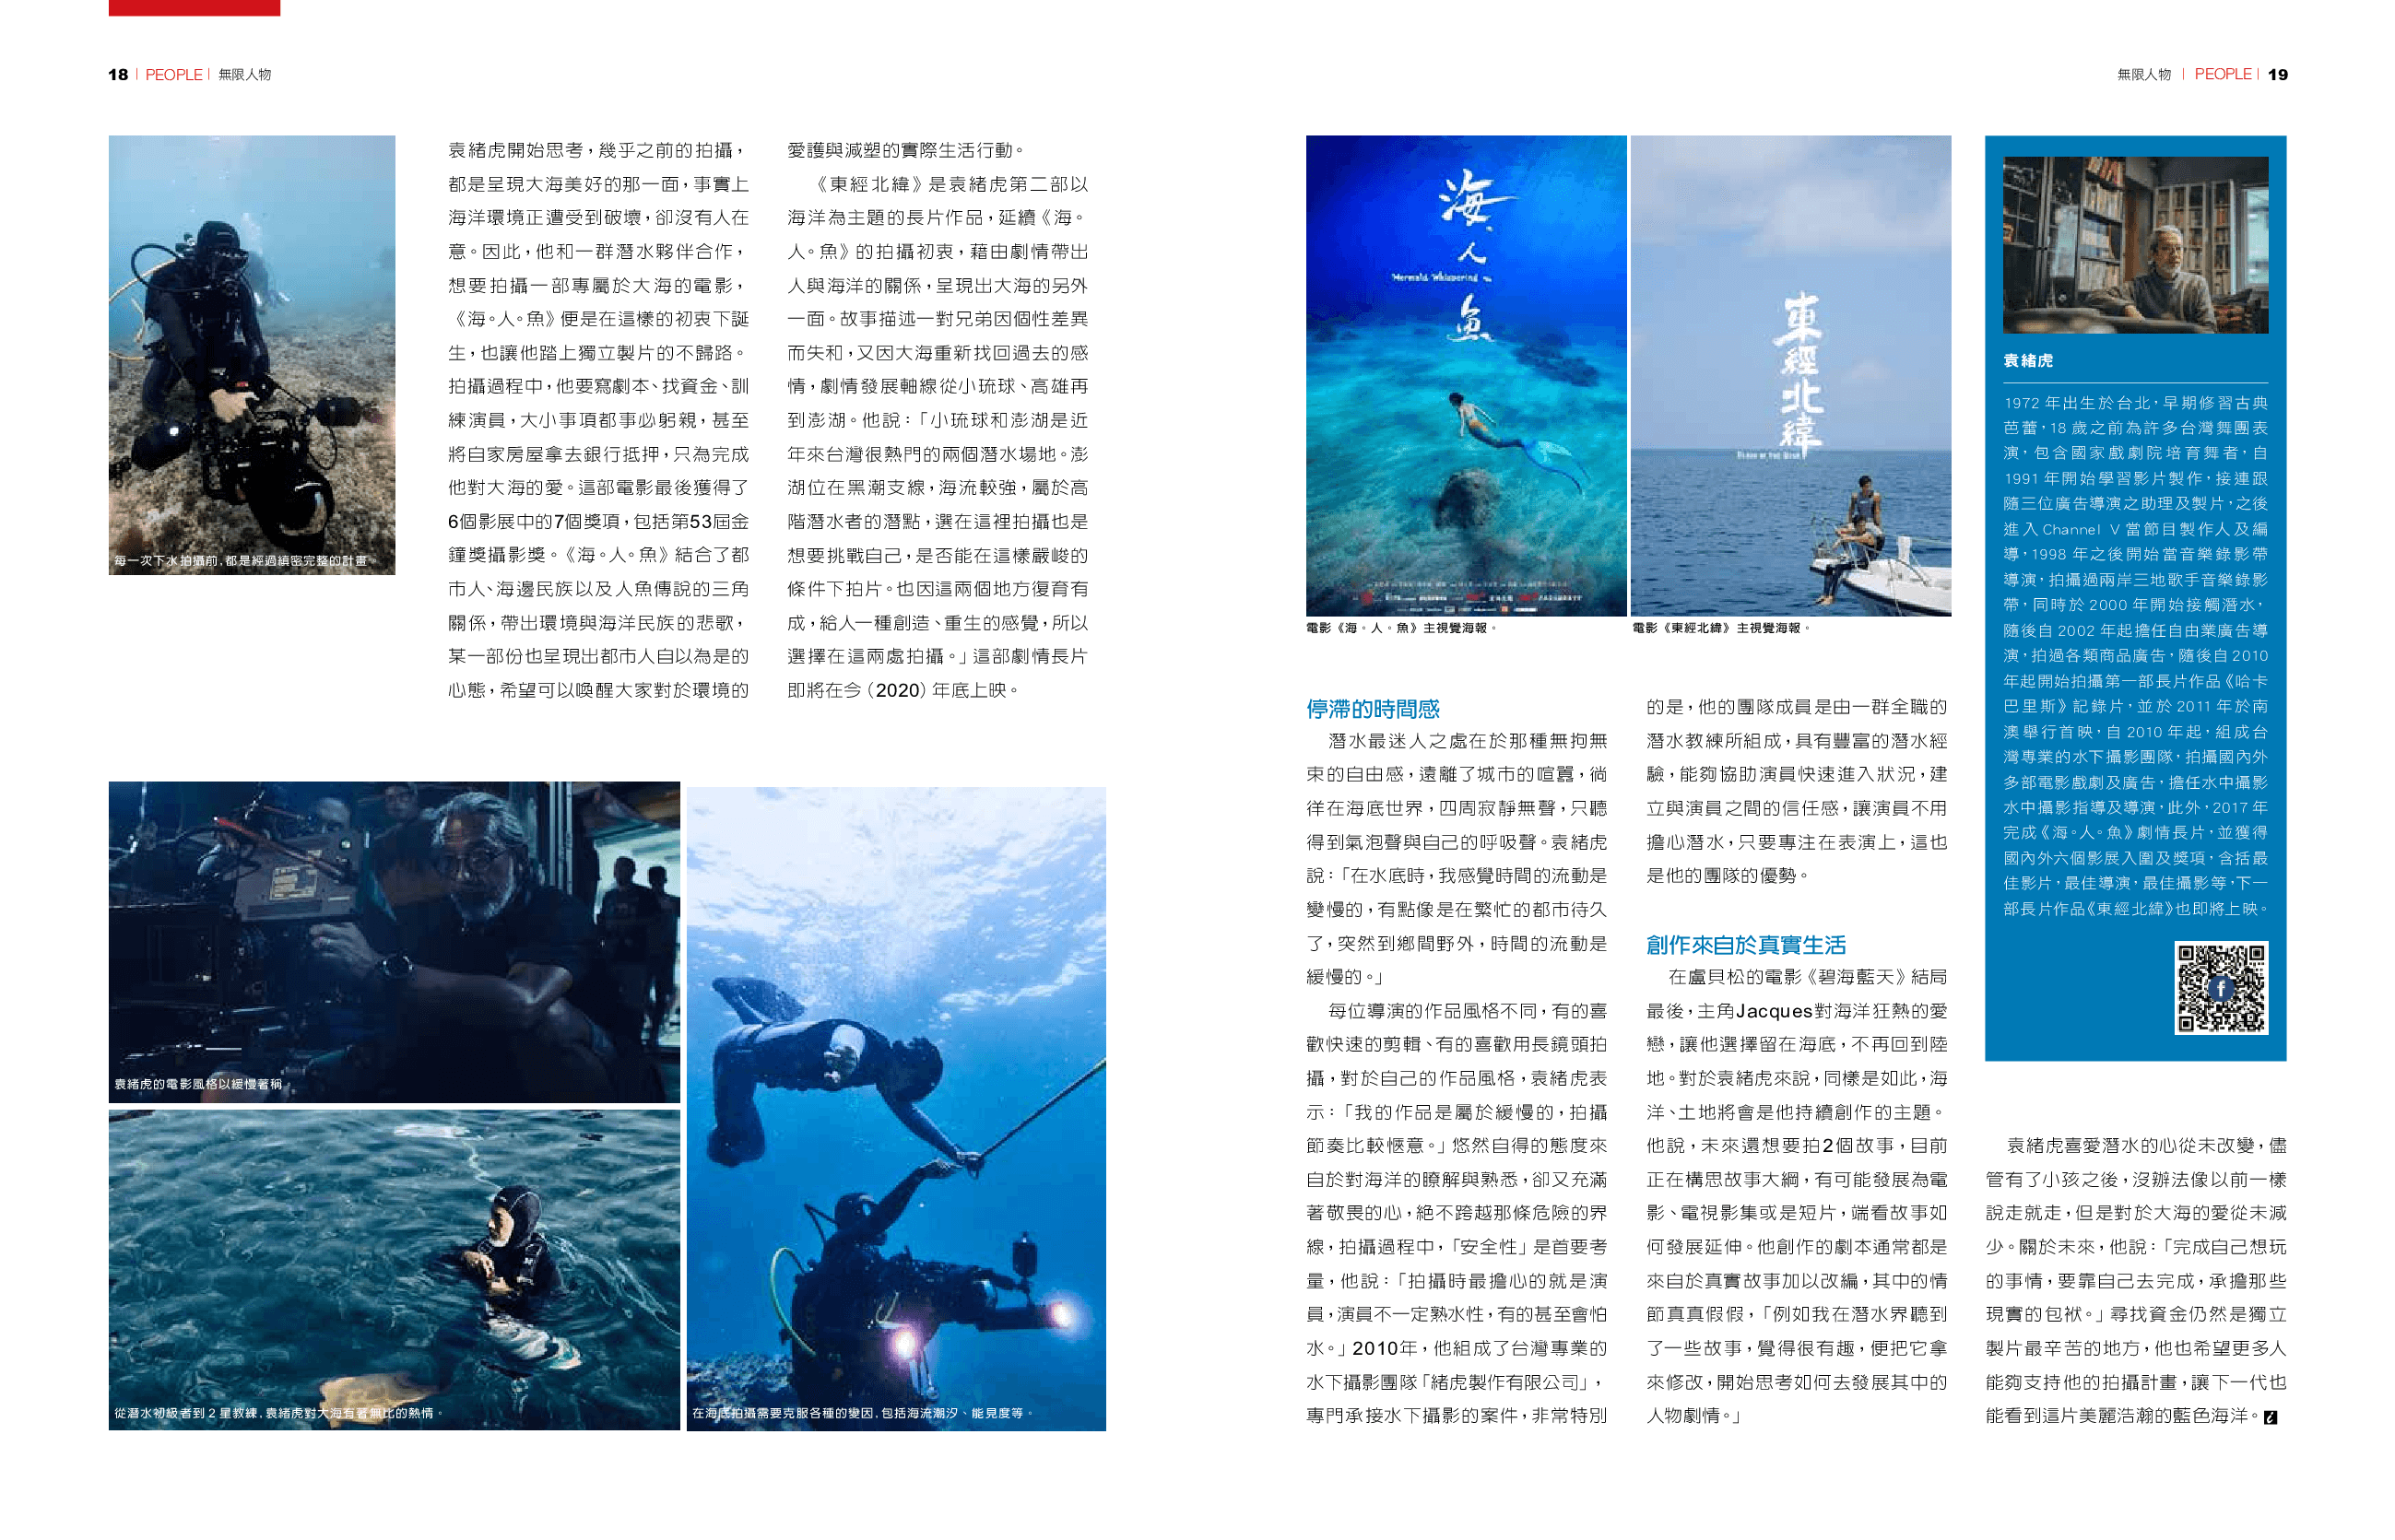 18 | PEOPLE | 無限人物
每一次下水拍攝前,都是經過縝密完整的計畫。
袁緒虎開始思考，幾乎之前的拍攝，
都是呈現大海美好的那一面，事實上
海洋環境正遭受到破壞，卻沒有人在
意。因此，他和一群潛水夥伴合作，
想要拍攝一部專屬於大海的電影，
《海。人。魚》便是在這樣的初衷下誕
生，也讓他踏上獨立製片的不歸路。
拍攝過程中，他要寫劇本、找資金、訓
練演員，大小事項都事必躬親，甚至
將自家房屋拿去銀行抵押，只為完成
他對大海的愛。這部電影最後獲得了
6個影展中的7個獎項，包括第53屆金
鐘獎攝影獎。《海。人。魚》結合了都
市人、海邊民族以及人魚傳說的三角
關係，帶出環境與海洋民族的悲歌，
某一部份也呈現出都市人自以為是的
心態，希望可以喚醒大家對於環境的
愛護與減塑的實際生活行動。
《東經北緯》是袁緒虎第二部以
海洋為主題的長片作品，延續《海。
人。魚》的拍攝初衷，藉由劇情帶出
人與海洋的關係，呈現出大海的另外
一面。故事描述一對兄弟因個性差異
而失和，又因大海重新找回過去的感
情，劇情發展軸線從小琉球、高雄再
到澎湖。他說：「小琉球和澎湖是近
年來台灣很熱門的兩個潛水場地。澎
湖位在黑潮支線，海流較強，屬於高
階潛水者的潛點，選在這裡拍攝也是
想要挑戰自己，是否能在這樣嚴峻的
條件下拍片。也因這兩個地方復育有
成，給人一種創造、重生的感覺，所以
選擇在這兩處拍攝。」這部劇情長片
即將在今（2020）年底上映。
袁緒虎的電影風格以緩慢著稱。
從潛水初級者到 2 星教練,袁緒虎對大海有著無比的熱情。
在海底拍攝需要克服各種的變因,包括海流潮汐、能見度等。
無限人物 | PEOPLE | 19
海、
人
Mermaid Whispering
魚
電影《海。人。魚》主視覺海報。
東經北緯
電影《東經北緯》主視覺海報。
停滯的時間感
潛水最迷人之處在於那種無拘無
束的自由感，遠離了城市的喧囂，徜
徉在海底世界，四周寂靜無聲，只聽
得到氣泡聲與自己的呼吸聲。袁緒虎
說：「在水底時，我感覺時間的流動是
變慢的，有點像是在繁忙的都市待久
了，突然到鄉間野外，時間的流動是
緩慢的。」
每位導演的作品風格不同，有的喜
歡快速的剪輯、有的喜歡用長鏡頭拍
攝，對於自己的作品風格，袁緒虎表
示：「我的作品是屬於緩慢的，拍攝
節奏比較愜意。」悠然自得的態度來
自於對海洋的瞭解與熟悉，卻又充滿
著敬畏的心，絕不跨越那條危險的界
線，拍攝過程中，「安全性」是首要考
量，他說：「拍攝時最擔心的就是演
員，演員不一定熟水性，有的甚至會怕
水。」2010年，他組成了台灣專業的
水下攝影團隊「緒虎製作有限公司」，
專門承接水下攝影的案件，非常特別
的是，他的團隊成員是由一群全職的
潛水教練所組成，具有豐富的潛水經
驗，能夠協助演員快速進入狀況，建
立與演員之間的信任感，讓演員不用
擔心潛水，只要專注在表演上，這也
是他的團隊的優勢。
創作來自於真實生活
在盧貝松的電影《碧海藍天》結局
最後，主角Jacques對海洋狂熱的愛
戀，讓他選擇留在海底，不再回到陸
地。對於袁緒虎來說，同樣是如此，海
洋、土地將會是他持續創作的主題。
他說，未來還想要拍2個故事，目前
正在構思故事大綱，有可能發展為電
影、電視影集或是短片，端看故事如
何發展延伸。他創作的劇本通常都是
來自於真實故事加以改編，其中的情
節真真假假，「例如我在潛水界聽到
了一些故事，覺得很有趣，便把它拿
來修改，開始思考如何去發展其中的
人物劇情。」
袁緒虎
1972 年出生於台北，早期修習古典
芭蕾，18 歲之前為許多台灣舞團表
演，包含國家戲劇院培育舞者，自
1991 年開始學習影片製作，接連跟
隨三位廣告導演之助理及製片，之後
進入 Channel V 當節目製作人及編
導，1998 年之後開始當音樂錄影帶
導演，拍攝過兩岸三地歌手音樂錄影
帶，同時於 2000 年開始接觸潛水，
隨後自 2002 年起擔任自由業廣告導
演，拍過各類商品廣告，隨後自 2010
年起開始拍攝第一部長片作品《哈卡
巴里斯》記錄片，並於 2011 年於南
澳舉行首映，自 2010 年起，組成台
灣專業的水下攝影團隊，拍攝國內外
多部電影戲劇及廣告，擔任水中攝影
水中攝影指導及導演，此外，2017 年
完成《海。人。魚》劇情長片，並獲得
國內外六個影展入圍及獎項，含括最
佳影片，最佳導演，最佳攝影等，下一
部長片作品《東經北緯》也即將上映。
袁緒虎喜愛潛水的心從未改變，儘
管有了小孩之後，沒辦法像以前一樣
說走就走，但是對於大海的愛從未減
少。關於未來，他說：「完成自己想玩
的事情，要靠自己去完成，承擔那些
現實的包袱。」尋找資金仍然是獨立
製片最辛苦的地方，他也希望更多人
能夠支持他的拍攝計畫，讓下一代也
能看到這片美麗浩瀚的藍色海洋。